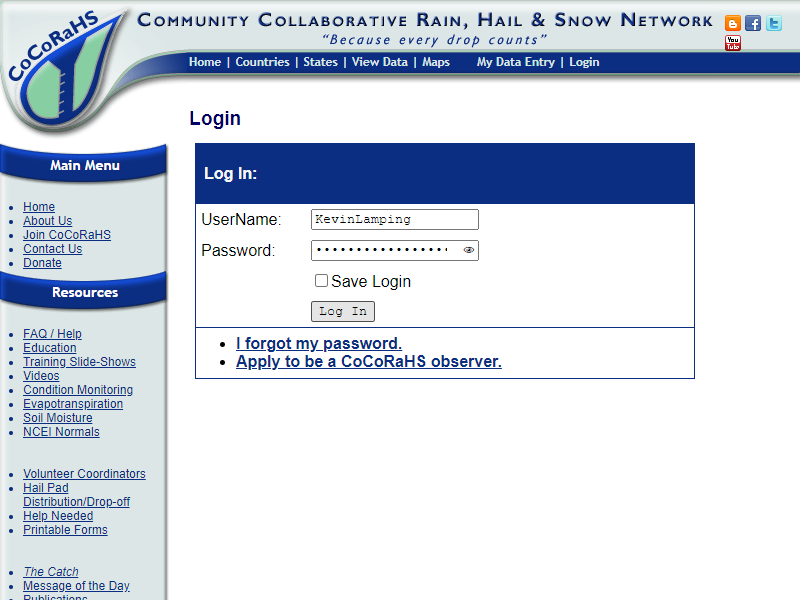 CoCoRaHS
Community Collaborative Rain, Hail & Snow Network
"Because every drop counts"
You Tube
Home | Countries | States | View Data | Maps My Data Entry | Login
Login
Main Menu
Home
About Us
Join CoCoRaHS
Contact Us
Donate
Resources
FAQ / Help
Education
Training Slide-Shows
Videos
Condition Monitoring
Evapotranspiration
Soil Moisture
NCEI Normals
Volunteer Coordinators
Hail Pad
Distribution/Drop-off
Help Needed
Printable Forms
The Catch
Message of the Day
Publications
Log In:
UserName: KevinLamping
Password: •••••••••••••••••
Save Login
Log In
I forgot my password.
Apply to be a CoCoRaHS observer.